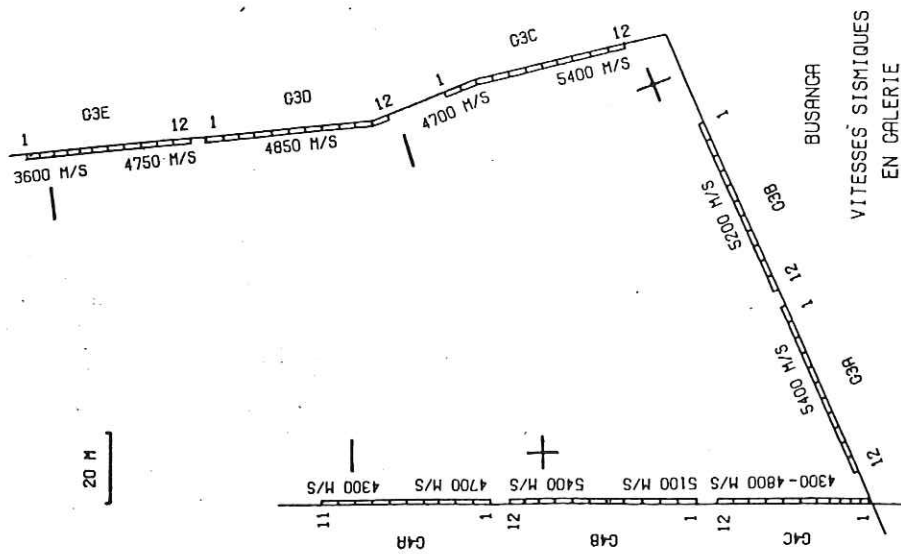 BUSANGA
VITESSES SISMIQUES
EN GALERIE
20 M
G3E
1
12
3600 M/S
4750 M/S
G3D
1
12
4850 M/S
G3C
1
12
4700 M/S
5400 M/S
G3B
1
12
5200 M/S
G3A
1
12
5400 M/S
G4A
11
1
4300 M/S
4700 M/S
G4B
12
1
5400 M/S
5100 M/S
G4C
12
1
4300-4800 M/S